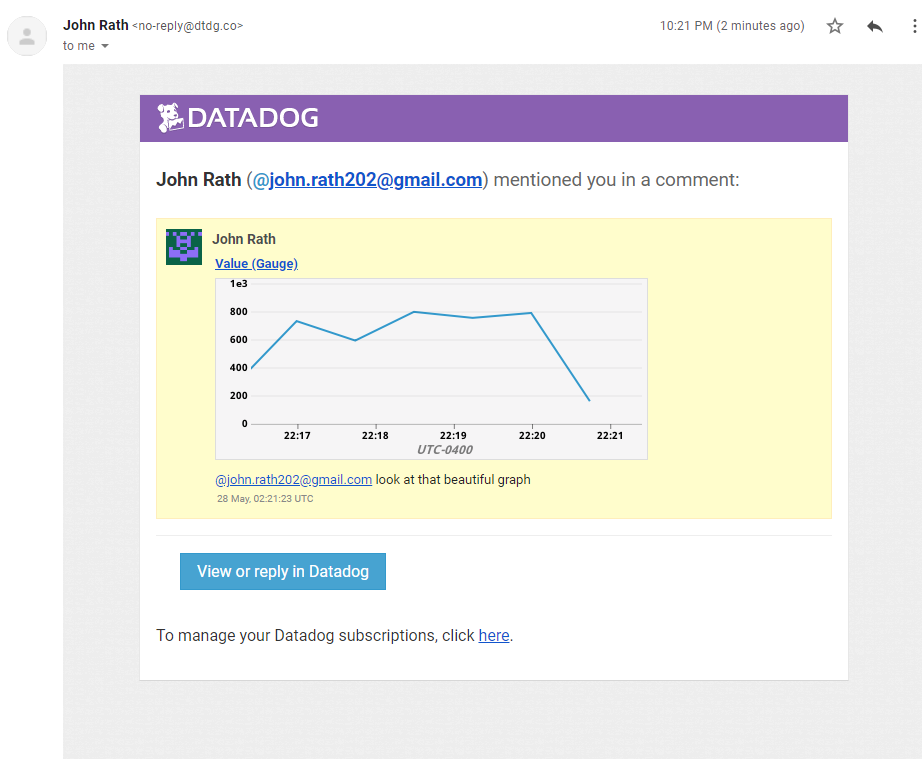 John Rath <no-reply@dtdg.co>
10:21 PM (2 minutes ago)
to me
DATADOG
John Rath (@john.rath202@gmail.com) mentioned you in a comment:
John Rath
Value (Gauge)
1e3
800
600
400
200
0
22:17 22:18 22:19 22:20 22:21
UTC-0400
@john.rath202@gmail.com look at that beautiful graph
28 May, 02:21:23 UTC
View or reply in Datadog
To manage your Datadog subscriptions, click here.